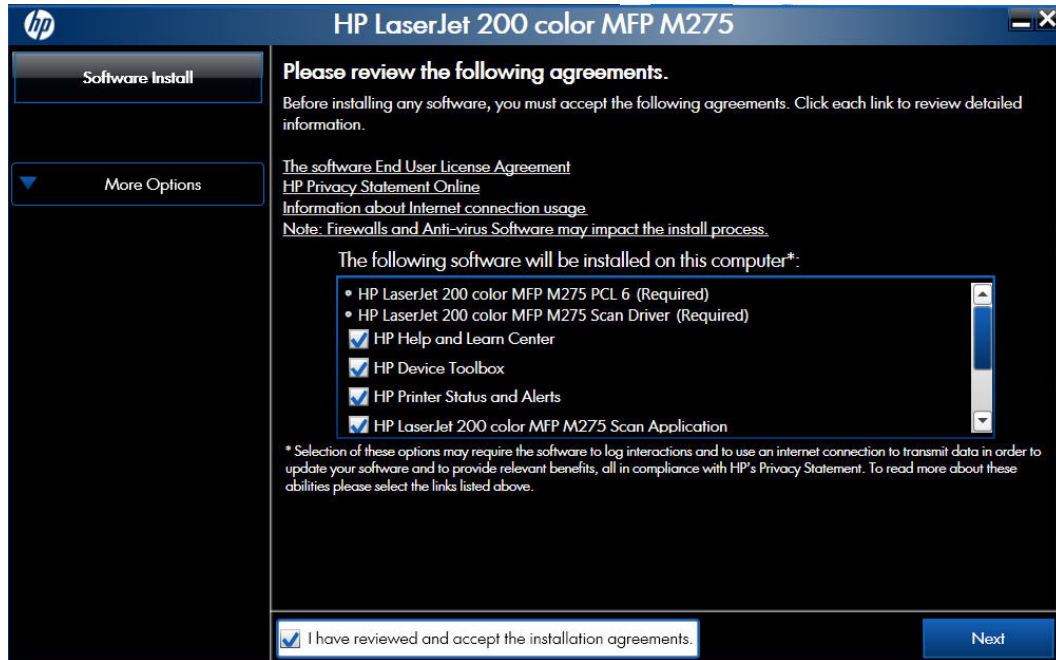 hp
HP LaserJet 200 color MFP M275
Software Install
More Options
Please review the following agreements.
Before installing any software, you must accept the following agreements. Click each link to review detailed
information.
The software End User License Agreement
HP Privacy Statement Online
Information about Internet connection usage
Note: Firewalls and Anti-virus Software may impact the install process.
The following software will be installed on this computer*:
• HP LaserJet 200 color MFP M275 PCL 6 (Required)
• HP LaserJet 200 color MFP M275 Scan Driver (Required)
HP Help and Learn Center
HP Device Toolbox
HP Printer Status and Alerts
HP LaserJet 200 color MFP M275 Scan Application
* Selection of these options may require the software to log interactions and to use an internet connection to transmit data in order to
update your software and to provide relevant benefits, all in compliance with HP's Privacy Statement. To read more about these
abilities please select the links listed above.
I have reviewed and accept the installation agreements.
Next